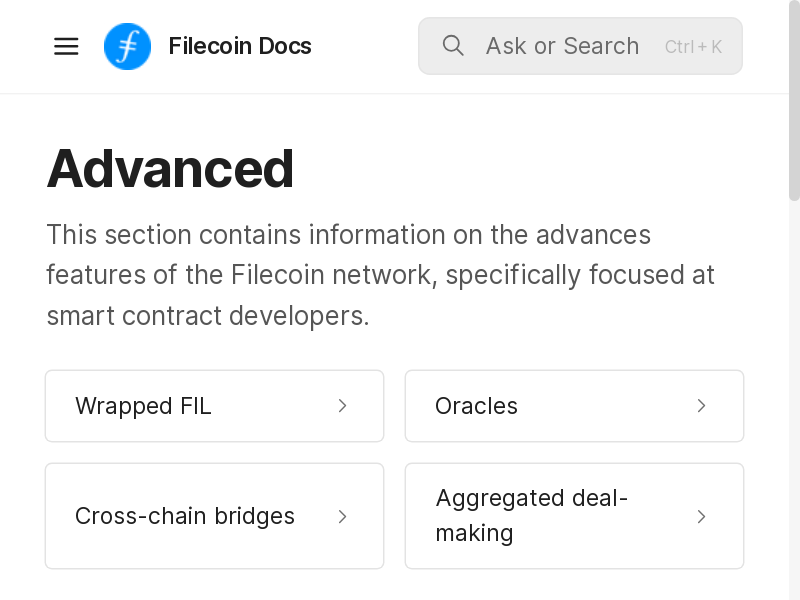 Filecoin Docs
Ask or Search Ctrl + K
Advanced
This section contains information on the advances
features of the Filecoin network, specifically focused at
smart contract developers.
Wrapped FIL
Oracles
Cross-chain bridges
Aggregated deal-
making